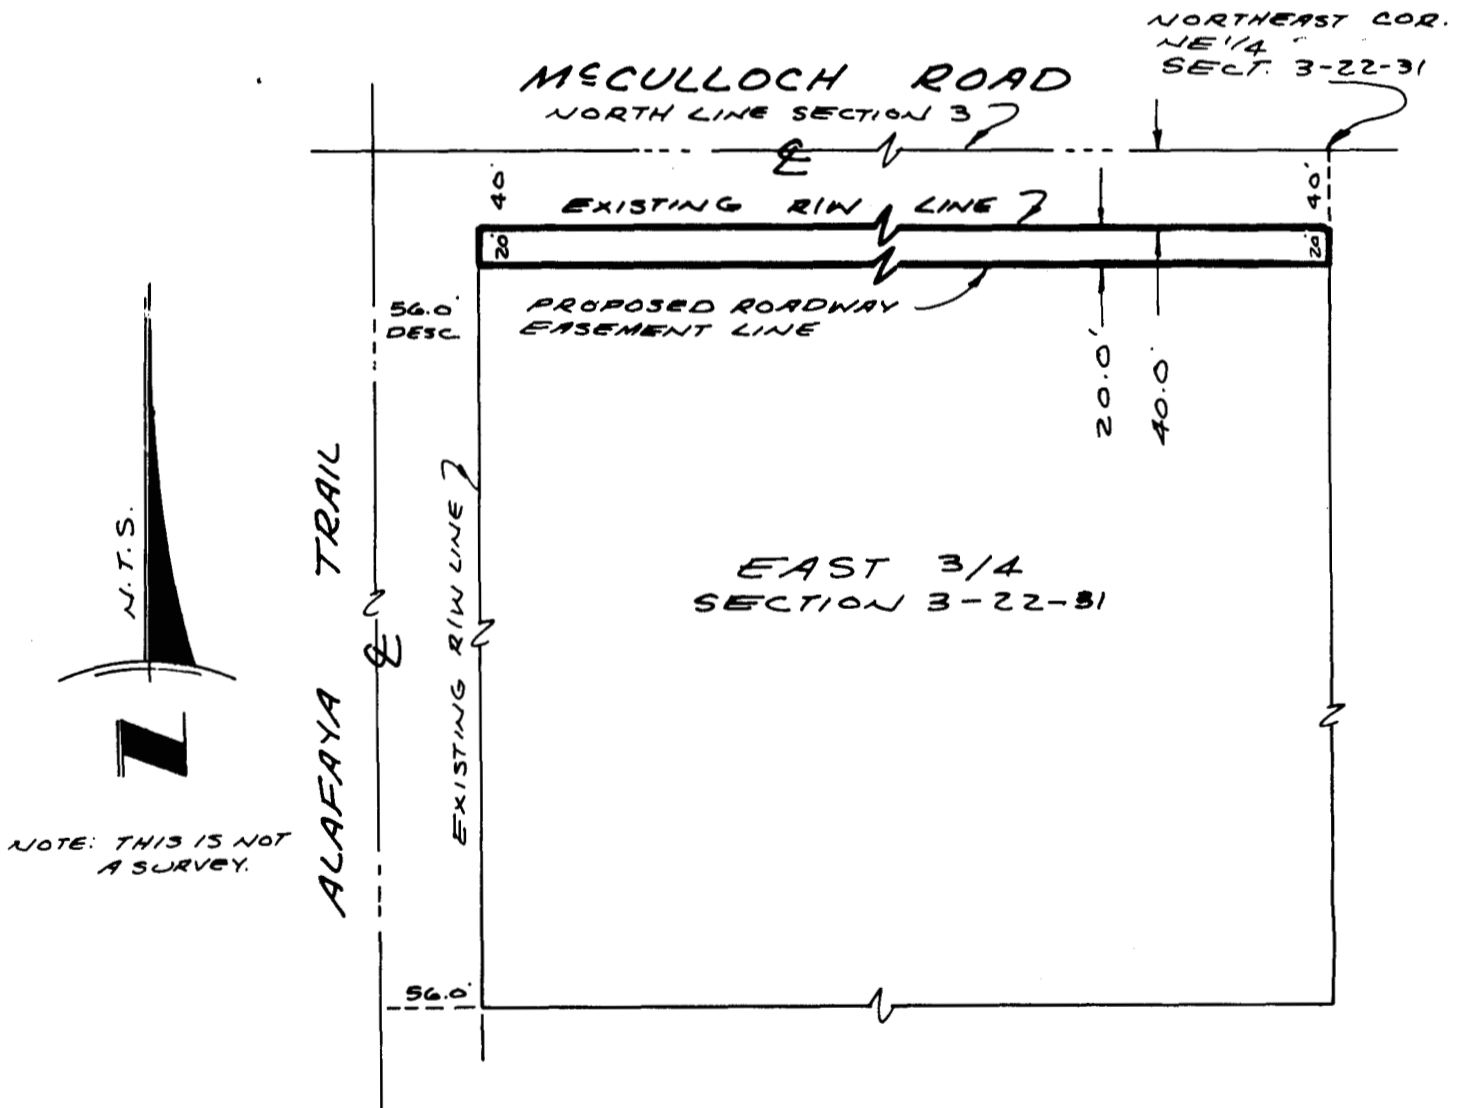 NORTHEAST COR.
NE 1/4
SECT. 3-22-31
McCULLOCH ROAD
NORTH LINE SECTION 3
℄
40'
EXISTING R/W LINE
40'
20'
20'
56.0'
DESC.
PROPOSED ROADWAY
EASEMENT LINE
20.0'
40.0'
N.T.S.
ALAFAYA TRAIL
℄
EXISTING R/W LINE
EAST 3/4
SECTION 3-22-31
N
NOTE: THIS IS NOT
A SURVEY.
56.0'